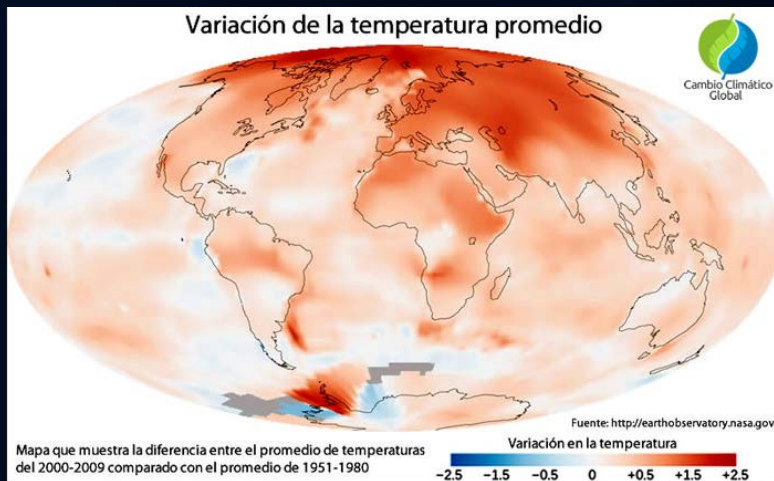 Variación de la temperatura promedio
Cambio Climático
Global
Fuente: http://earthobservatory.nasa.gov
Mapa que muestra la diferencia entre el promedio de temperaturas
del 2000-2009 comparado con el promedio de 1951-1980
Variación en la temperatura
−2.5 −1.5 −0.5 0 +0.5 +1.5 +2.5